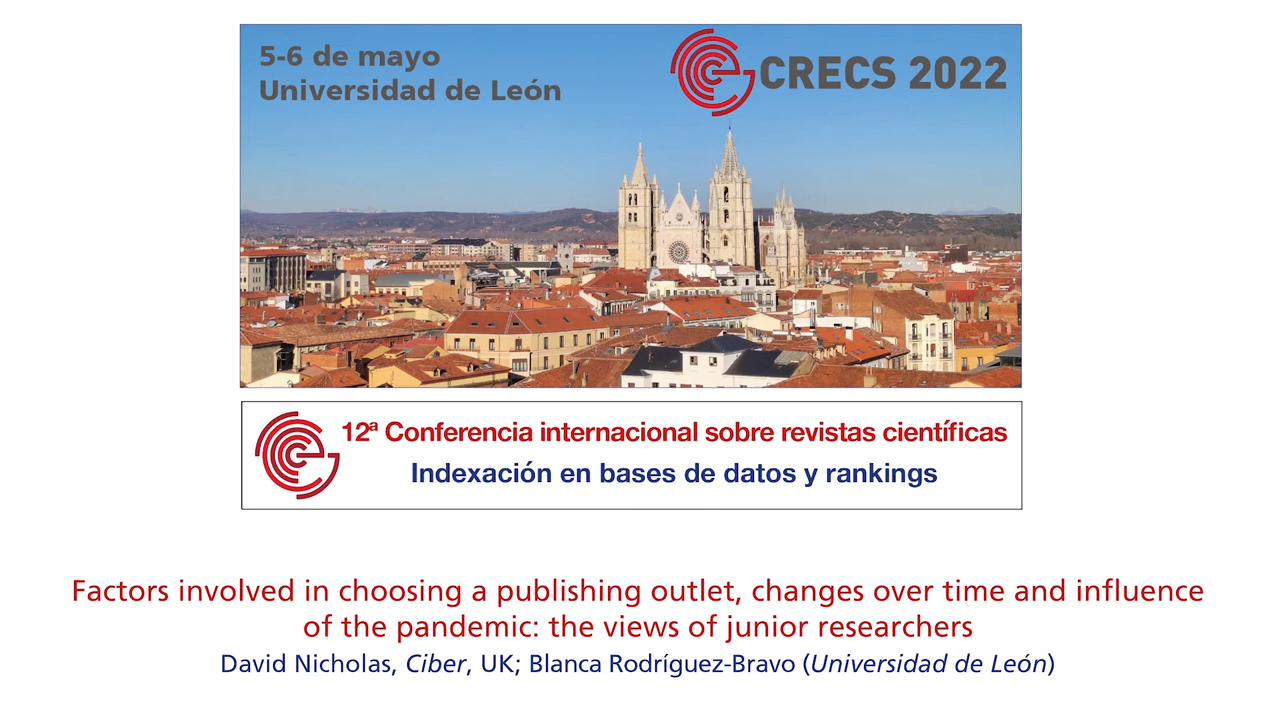 5-6 de mayo
Universidad de León
CRECS 2022
12ª Conferencia internacional sobre revistas científicas
Indexación en bases de datos y rankings
Factors involved in choosing a publishing outlet, changes over time and influence
of the pandemic: the views of junior researchers
David Nicholas, Ciber, UK; Blanca Rodríguez-Bravo (Universidad de León)